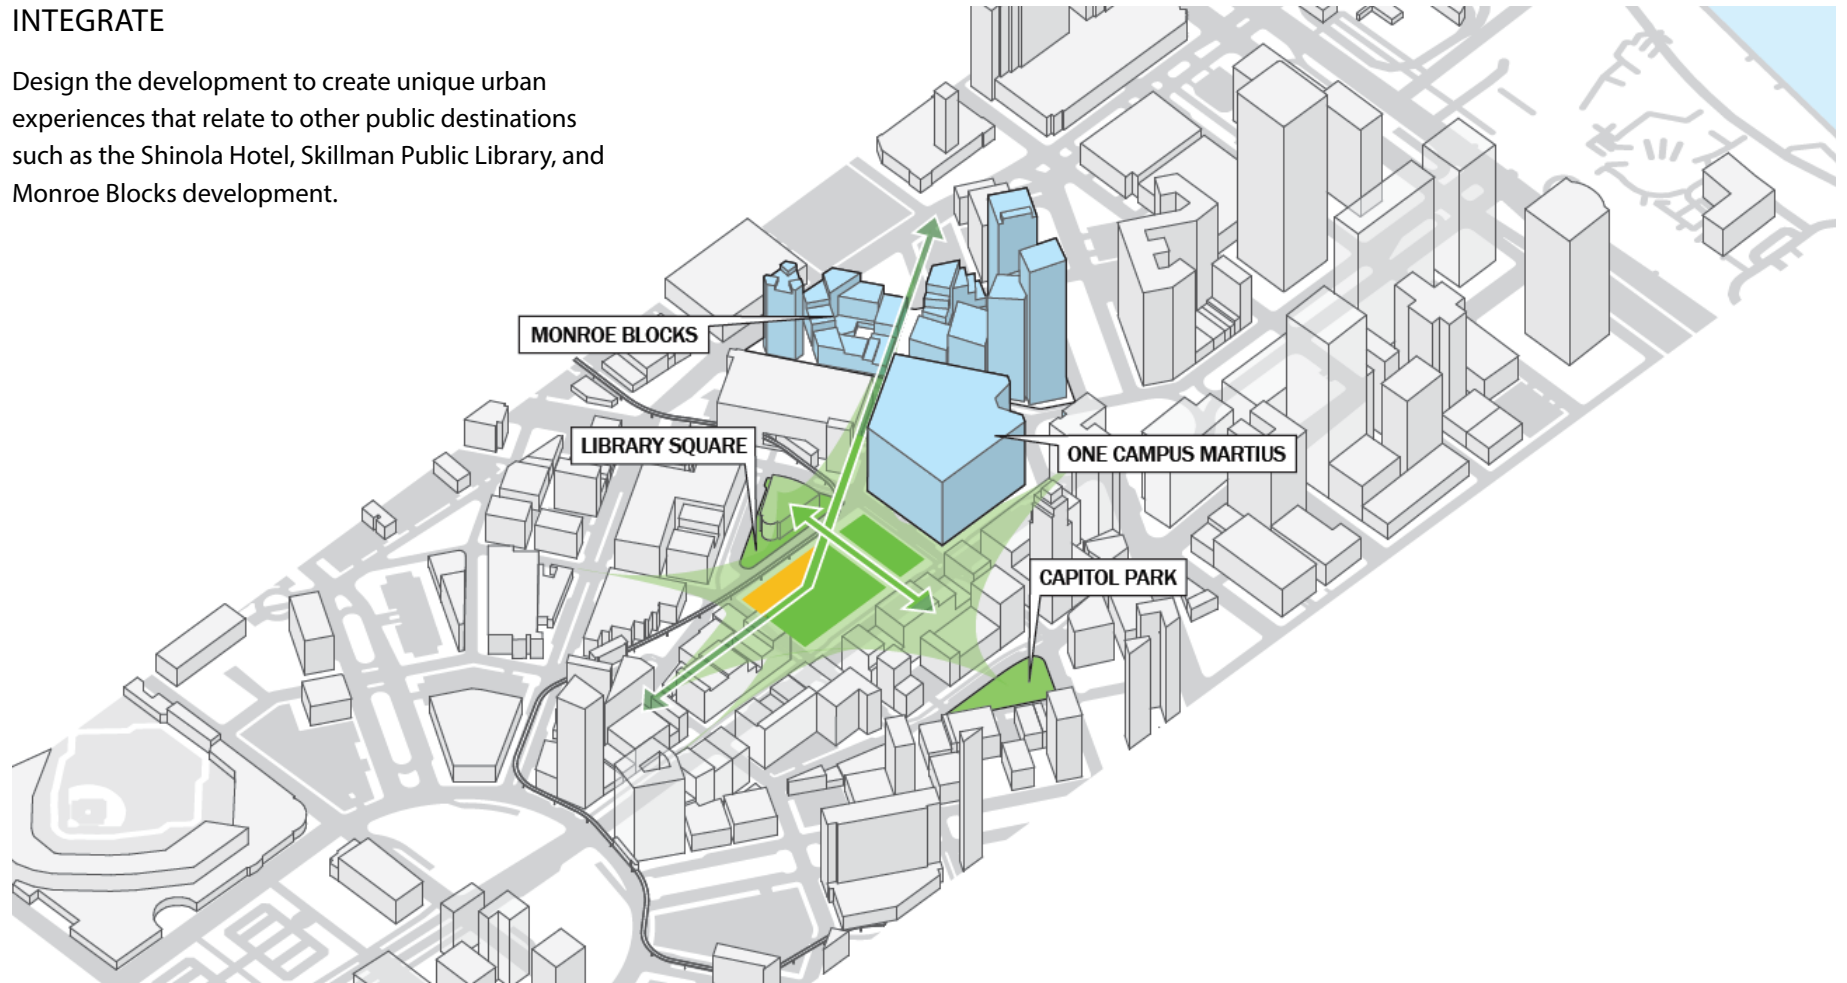 INTEGRATE
Design the development to create unique urban
experiences that relate to other public destinations
such as the Shinola Hotel, Skillman Public Library, and
Monroe Blocks development.
MONROE BLOCKS
LIBRARY SQUARE
ONE CAMPUS MARTIUS
CAPITOL PARK